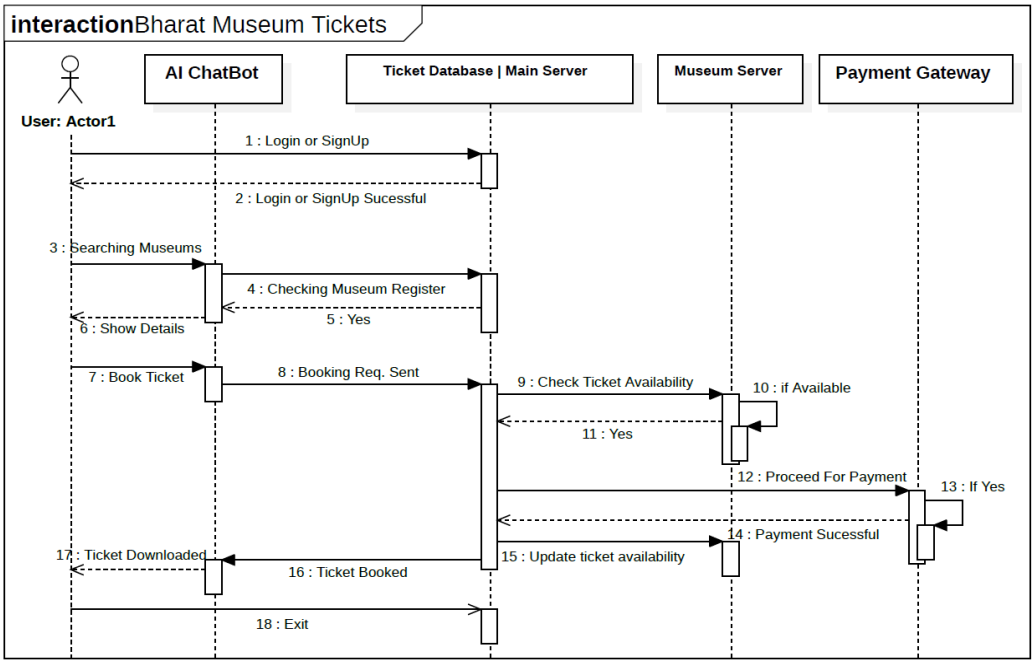 interactionBharat Museum Tickets
AI ChatBot
Ticket Database | Main Server
Museum Server
Payment Gateway
User: Actor1
1 : Login or SignUp
2 : Login or SignUp Sucessful
3 : Searching Museums
4 : Checking Museum Register
5 : Yes
6 : Show Details
7 : Book Ticket
8 : Booking Req. Sent
9 : Check Ticket Availability
10 : if Available
11 : Yes
12 : Proceed For Payment
13 : If Yes
14 : Payment Sucessful
15 : Update ticket availability
16 : Ticket Booked
17 : Ticket Downloaded
18 : Exit